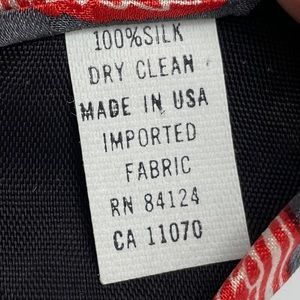 100%SILK
DRY CLEAN
MADE IN USA
IMPORTED
FABRIC
RN 84124
CA 11070